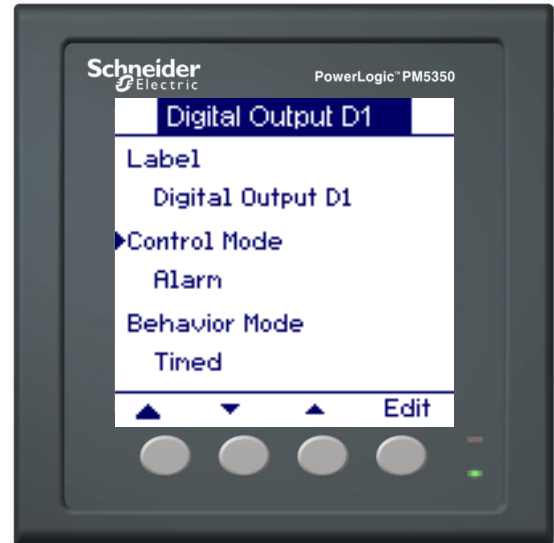 Schneider
Electric
PowerLogic™ PM5350
Digital Output D1
Label
Digital Output D1
Control Mode
Alarm
Behavior Mode
Timed
Edit